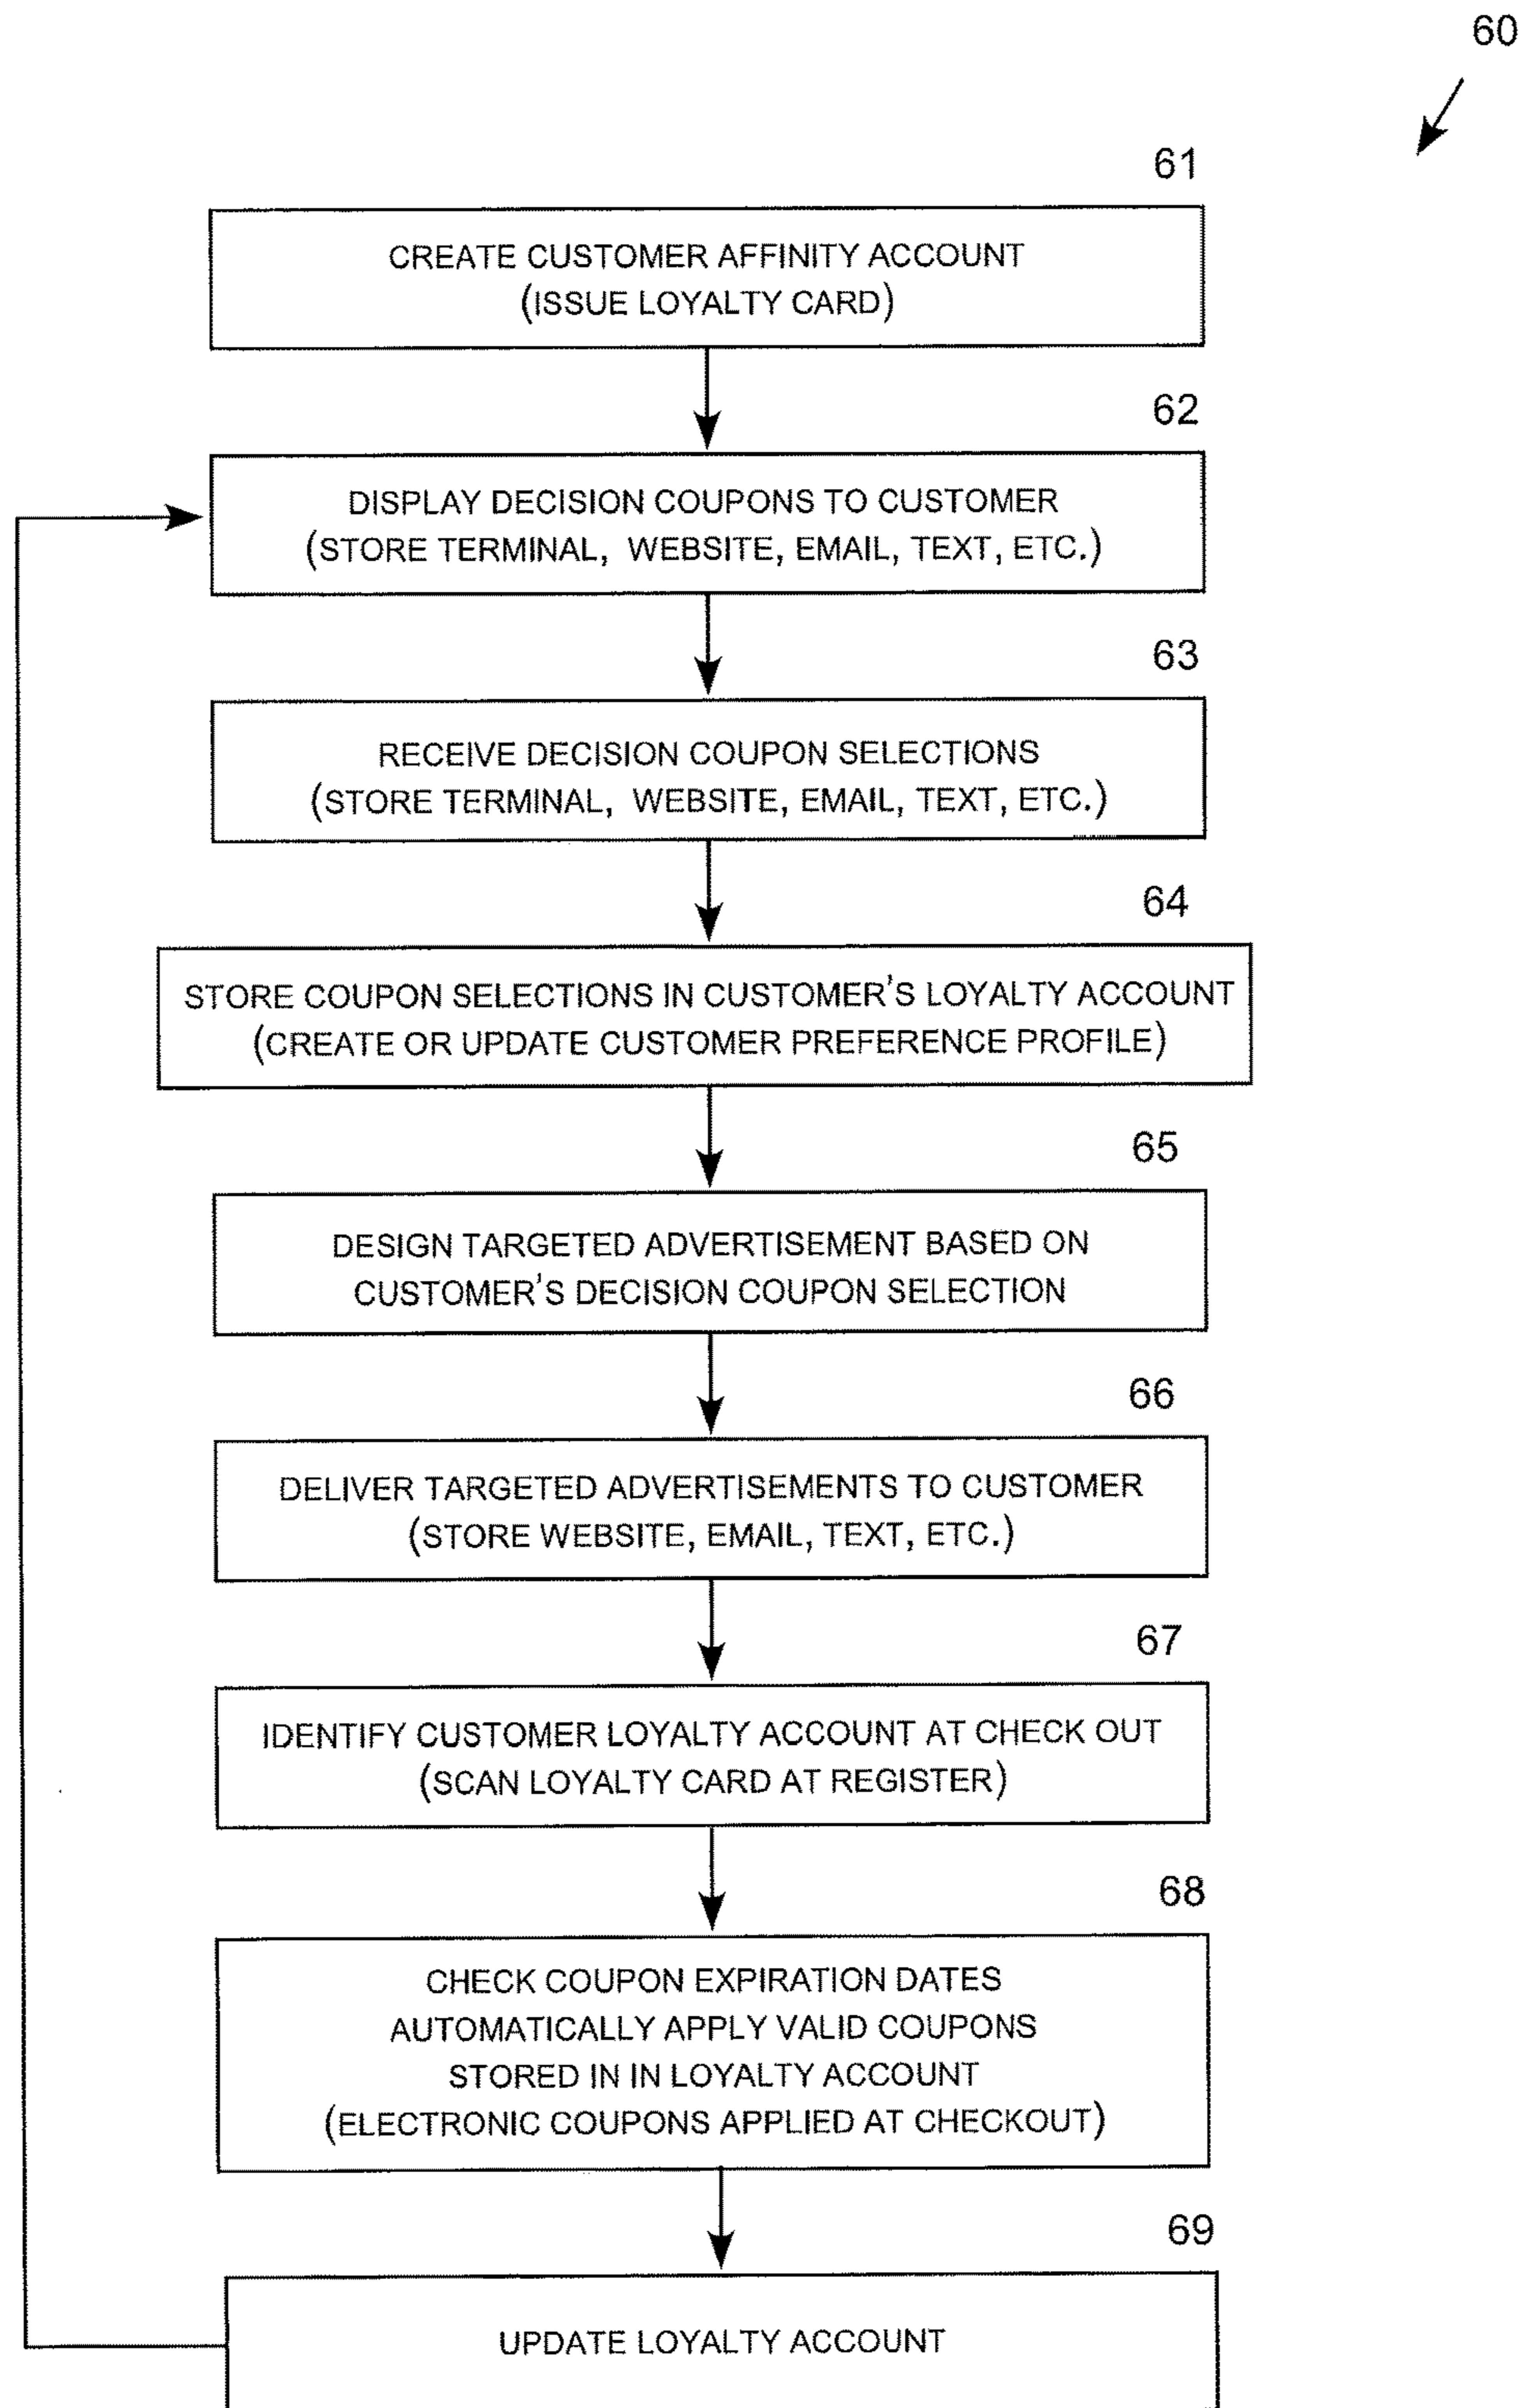 60
61
CREATE CUSTOMER AFFINITY ACCOUNT
(ISSUE LOYALTY CARD)
62
DISPLAY DECISION COUPONS TO CUSTOMER
(STORE TERMINAL, WEBSITE, EMAIL, TEXT, ETC.)
63
RECEIVE DECISION COUPON SELECTIONS
(STORE TERMINAL, WEBSITE, EMAIL, TEXT, ETC.)
64
STORE COUPON SELECTIONS IN CUSTOMER'S LOYALTY ACCOUNT
(CREATE OR UPDATE CUSTOMER PREFERENCE PROFILE)
65
DESIGN TARGETED ADVERTISEMENT BASED ON
CUSTOMER'S DECISION COUPON SELECTION
66
DELIVER TARGETED ADVERTISEMENTS TO CUSTOMER
(STORE WEBSITE, EMAIL, TEXT, ETC.)
67
IDENTIFY CUSTOMER LOYALTY ACCOUNT AT CHECK OUT
(SCAN LOYALTY CARD AT REGISTER)
68
CHECK COUPON EXPIRATION DATES
AUTOMATICALLY APPLY VALID COUPONS
STORED IN IN LOYALTY ACCOUNT
(ELECTRONIC COUPONS APPLIED AT CHECKOUT)
69
UPDATE LOYALTY ACCOUNT